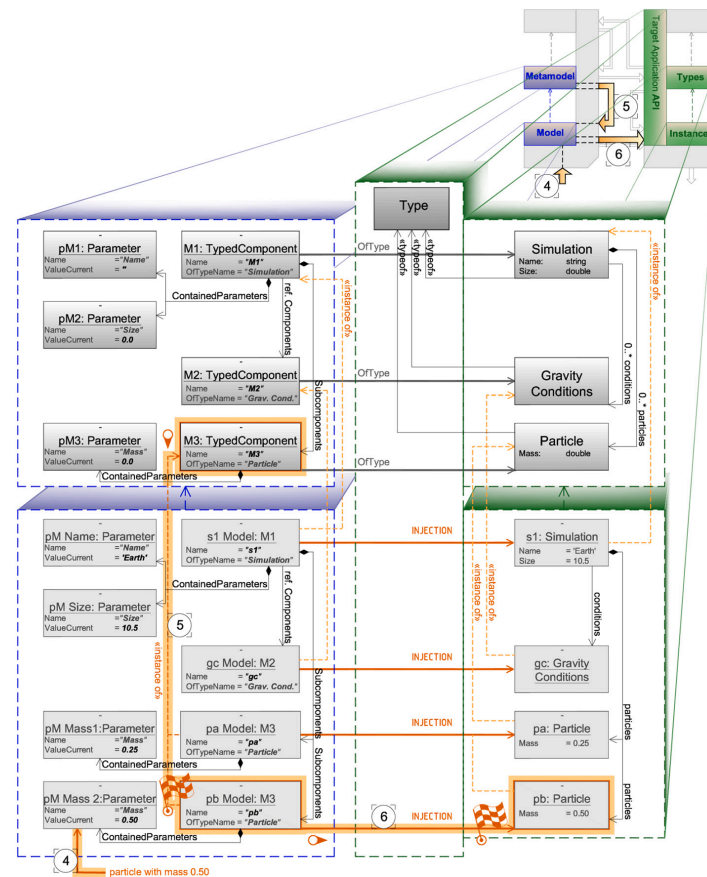 Target Application API
Metamodel
Types
5
Model
Instance
6
4
Type
-
pM1: Parameter
Name ="Name"
ValueCurrent = "
-
M1: TypedComponent
Name = "M1"
OfTypeName = "Simulation"
OfType
«typeof»
«typeof»
«typeof»
-
Simulation
Name: string
Size: double
«instance of»
ContainedParameters
-
pM2: Parameter
Name ="Size"
ValueCurrent = 0.0
ref. Components
«instance of»
-
M2: TypedComponent
Name = "M2"
OfTypeName = "Grav. Cond."
OfType
-
Gravity
Conditions
0..* conditions
0..* particles
Subcomponents
-
pM3: Parameter
Name ="Mass"
ValueCurrent = 0.0
-
M3: TypedComponent
Name = "M3"
OfTypeName = "Particle"
-
Particle
Mass: double
ContainedParameters
OfType
-
pM Name: Parameter
Name ="Name"
ValueCurrent = 'Earth'
-
s1 Model: M1
Name = "s1"
OfTypeName = "Simulation"
INJECTION
-
s1: Simulation
Name = 'Earth'
Size = 10.5
ContainedParameters
ref. Components
«instance of»
«instance of»
conditions
-
pM Size: Parameter
Name ="Size"
ValueCurrent = 10.5
5
«instance of»
-
gc Model: M2
Name = "gc"
OfTypeName = "Grav. Cond."
INJECTION
-
gc: Gravity
Conditions
Subcomponents
-
pM Mass1:Parameter
Name ="Mass"
ValueCurrent = 0.25
-
pa Model: M3
Name = "pa"
OfTypeName = "Particle"
INJECTION
-
pa: Particle
Mass = 0.25
particles
ContainedParameters
Subcomponents
-
pM Mass 2:Parameter
Name ="Mass"
ValueCurrent = 0.50
-
pb Model: M3
Name = "pb"
OfTypeName = "Particle"
6
INJECTION
-
pb: Particle
Mass = 0.50
particles
ContainedParameters
4
particle with mass 0.50